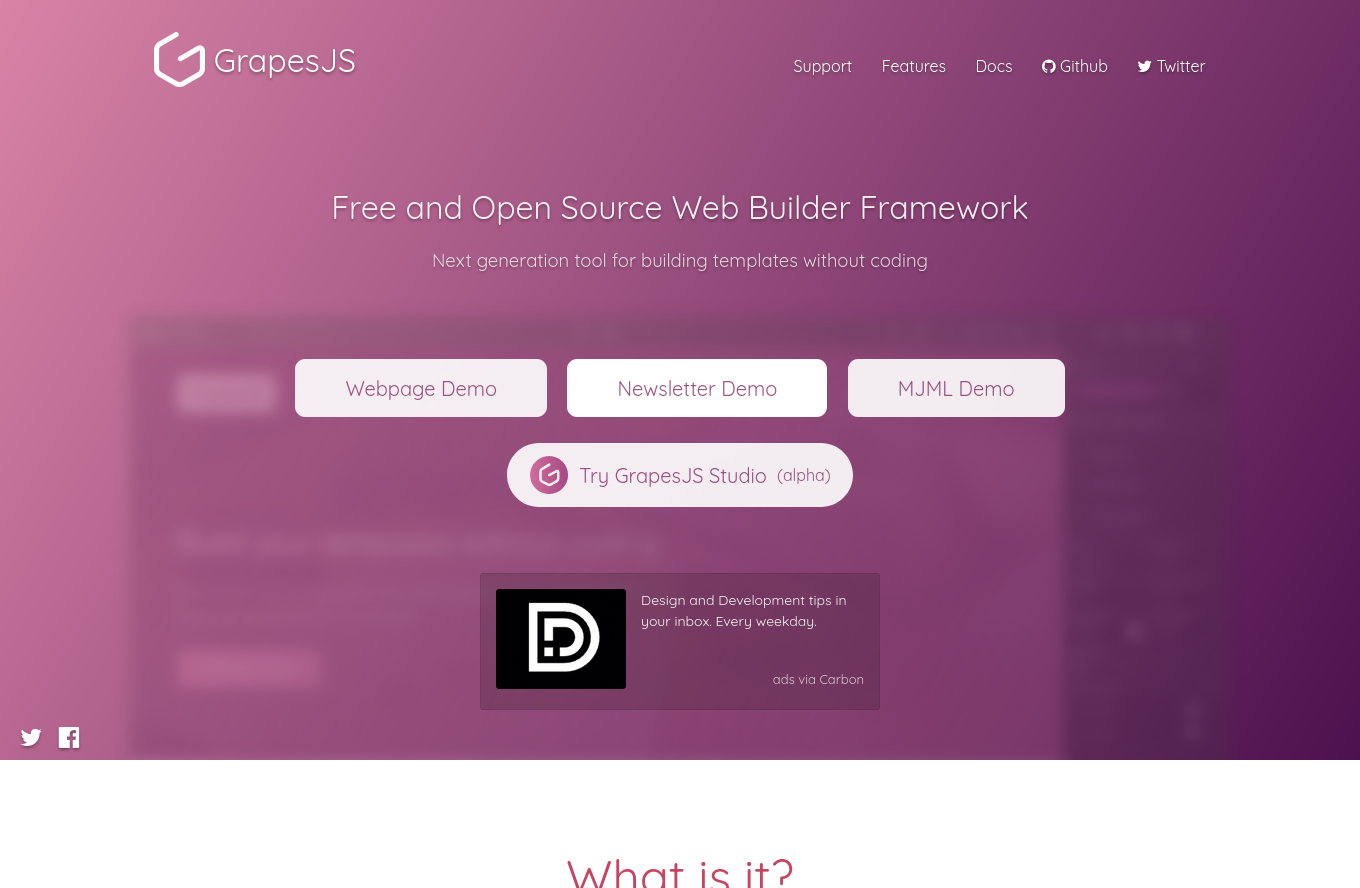 GrapesJS
Support Features Docs Github Twitter
Free and Open Source Web Builder Framework
Next generation tool for building templates without coding
Webpage Demo Newsletter Demo MJML Demo
Try GrapesJS Studio (alpha)
Design and Development tips in
your inbox. Every weekday.
ads via Carbon
What is it?